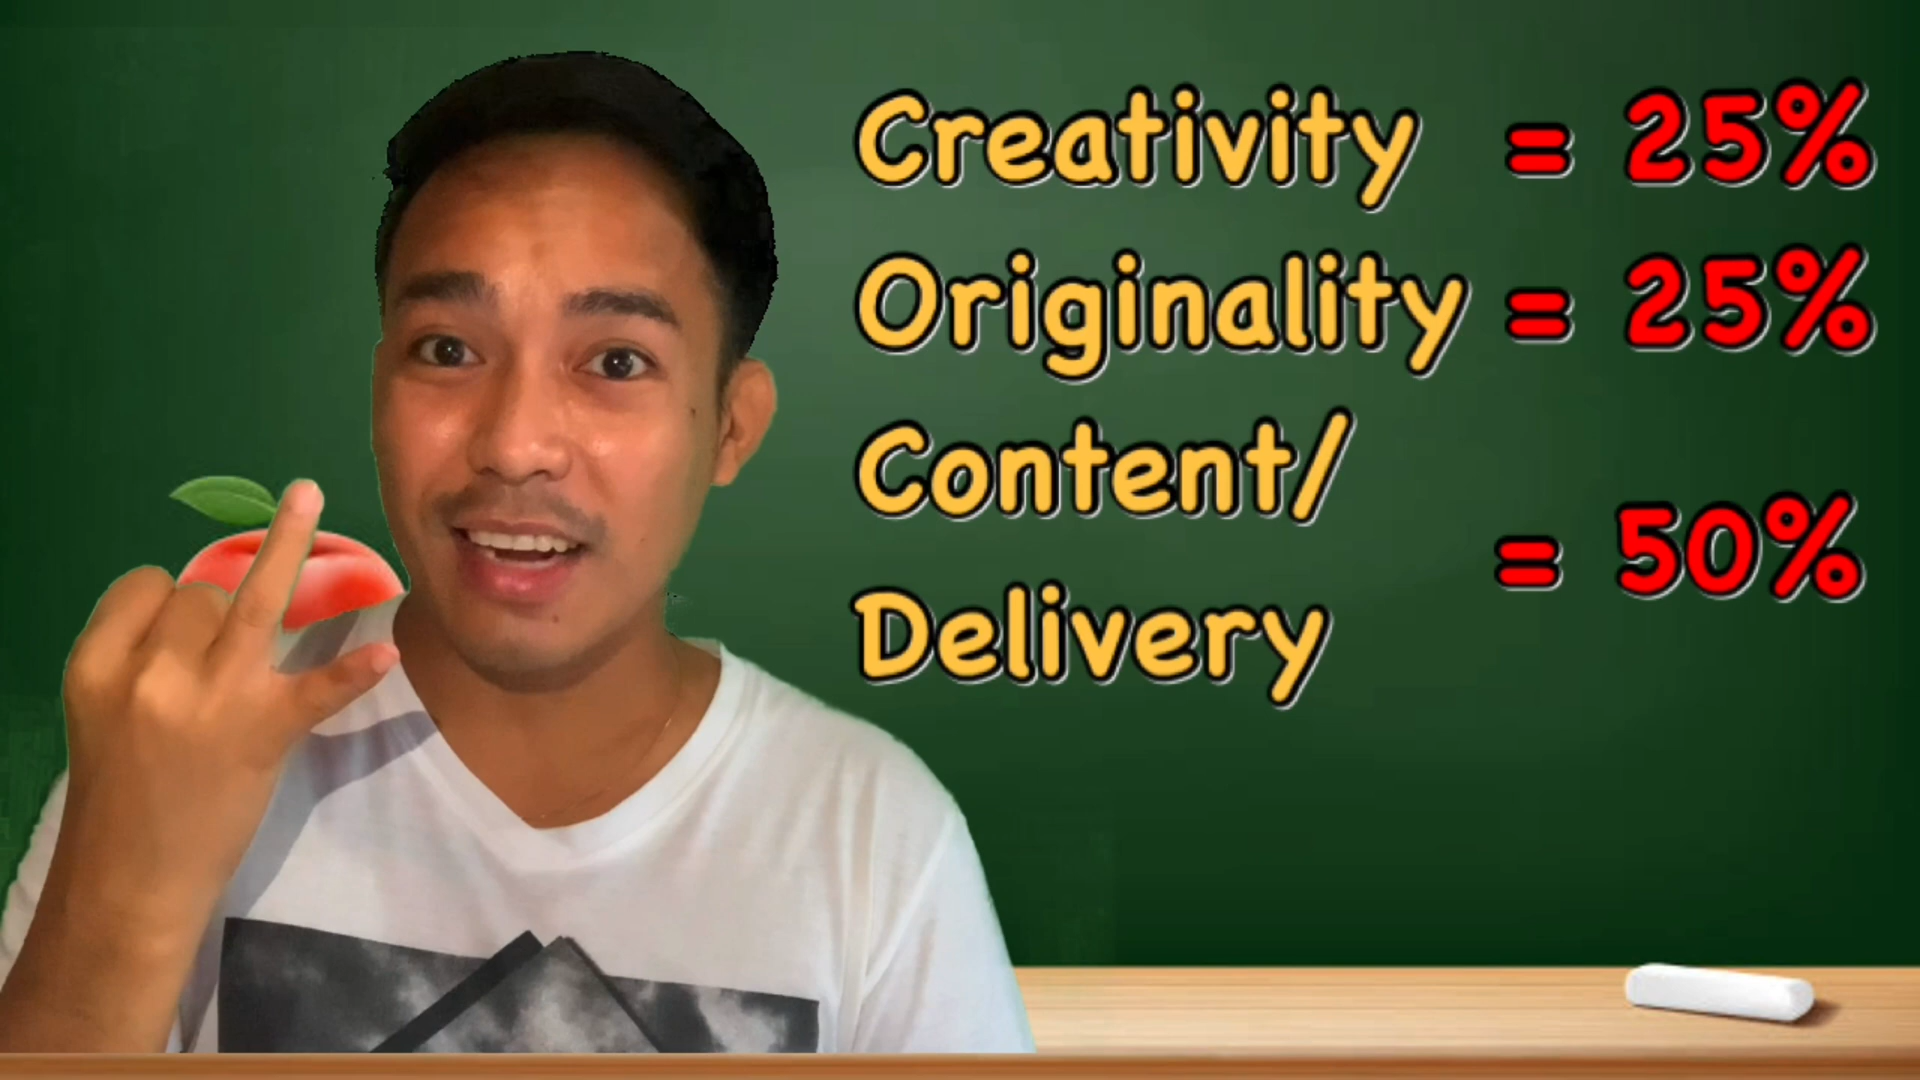 Creativity = 25%
Originality = 25%
Content/
Delivery = 50%